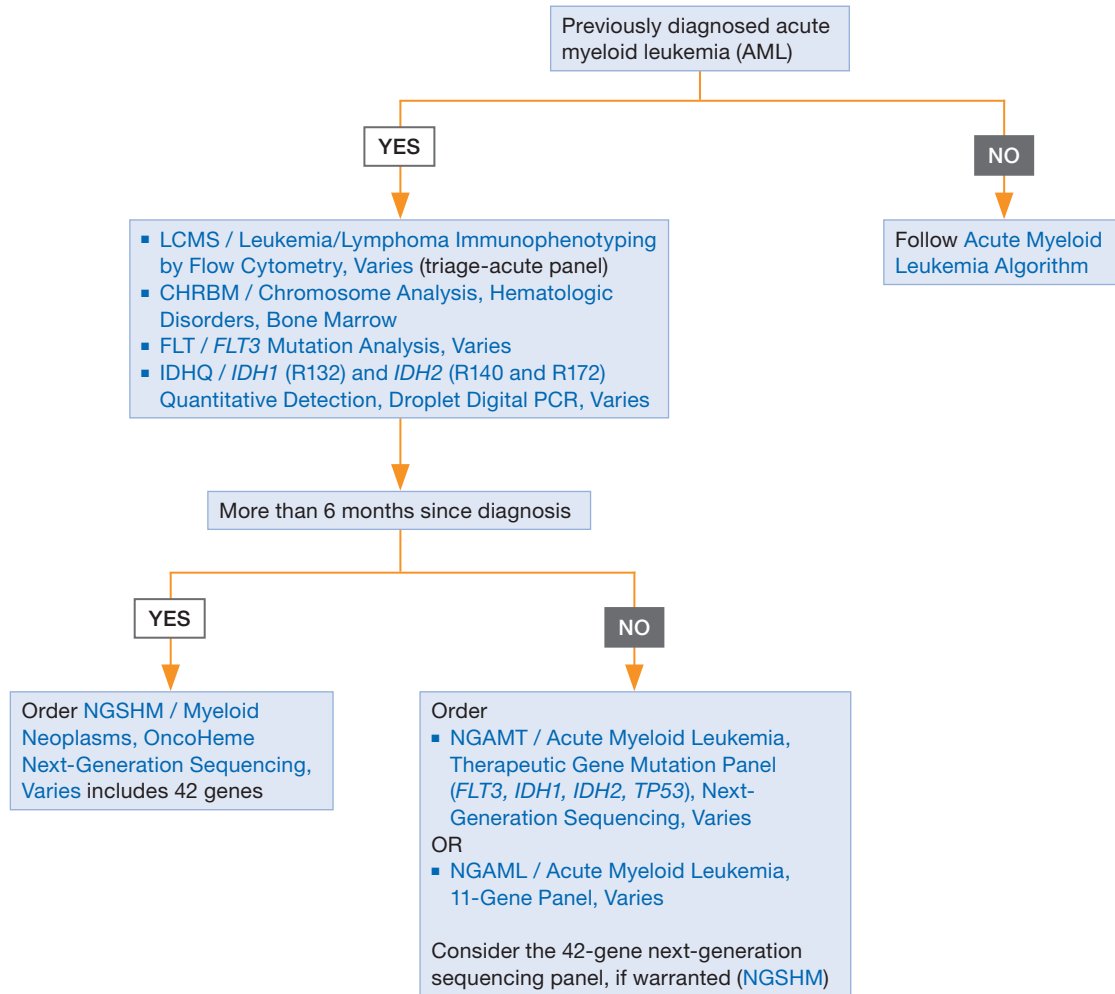 Previously diagnosed acute
myeloid leukemia (AML)
YES
NO
▪ LCMS / Leukemia/Lymphoma Immunophenotyping
by Flow Cytometry, Varies (triage-acute panel)
▪ CHRBM / Chromosome Analysis, Hematologic
Disorders, Bone Marrow
▪ FLT / FLT3 Mutation Analysis, Varies
▪ IDHQ / IDH1 (R132) and IDH2 (R140 and R172)
Quantitative Detection, Droplet Digital PCR, Varies
Follow Acute Myeloid
Leukemia Algorithm
More than 6 months since diagnosis
YES
NO
Order NGSHM / Myeloid
Neoplasms, OncoHeme
Next-Generation Sequencing,
Varies includes 42 genes
Order
▪ NGAMT / Acute Myeloid Leukemia,
Therapeutic Gene Mutation Panel
(FLT3, IDH1, IDH2, TP53), Next-
Generation Sequencing, Varies
OR
▪ NGAML / Acute Myeloid Leukemia,
11-Gene Panel, Varies
Consider the 42-gene next-generation
sequencing panel, if warranted (NGSHM)